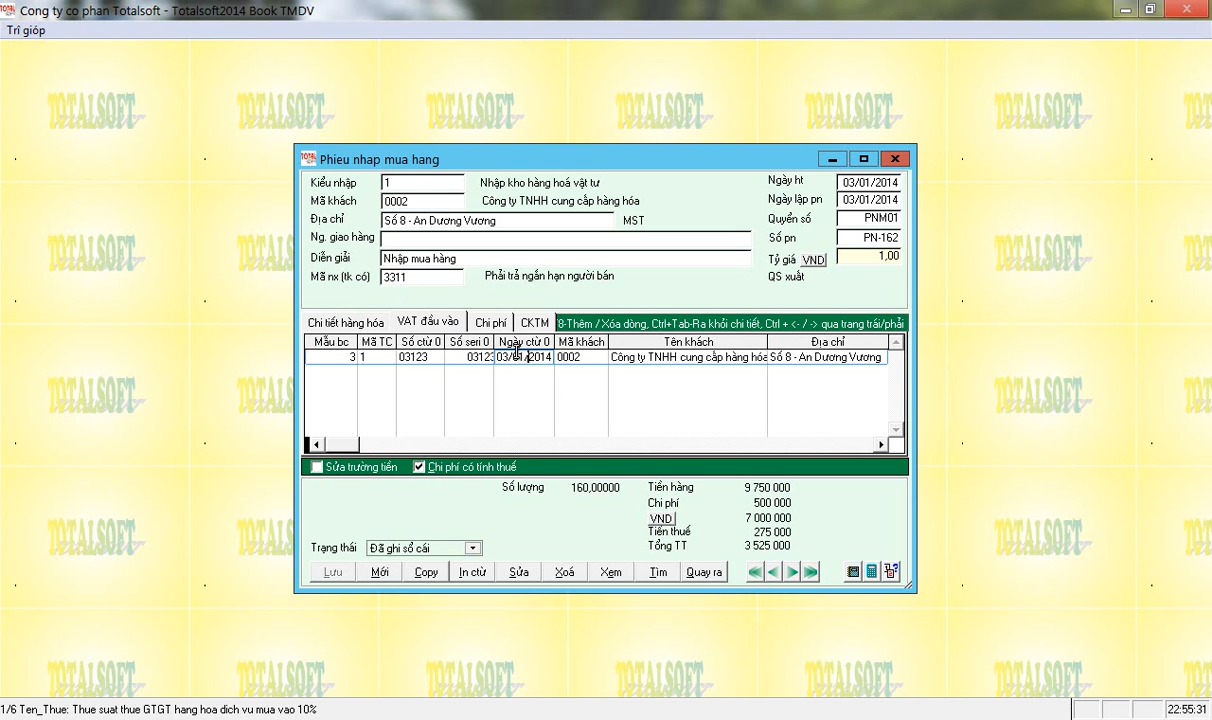 Cong ty co phan Totalsoft - Totalsoft2014 Book TMDV
Trî gióp
TOTALSOFT TOTALSOFT TOTALSOFT TOTALSOFT TOTALSOFT TOTALSOFT
Phieu nhap mua hang
Kiểu nhập 1 Nhập kho hàng hoá vật tư Ngày ht 03/01/2014
Mã khách 0002 Công ty TNHH cung cấp hàng hóa Ngày lập pn 03/01/2014
Địa chỉ Số 8 - An Dương Vương MST Quyển số PNM01
Ng. giao hàng Số pn PN-162
Diễn giải Nhập mua hàng Tỷ giá VND 1,00
Mã nx (tk có) 3311 Phải trả ngắn hạn người bán QS xuất
Chi tiết hàng hóa VAT đầu vào Chi phí CKTM 8-Thêm / Xóa dòng, Ctrl+Tab-Ra khỏi chi tiết, Ctrl + <- / -> qua trang trái/phải
Mẫu bc Mã TC Số ctừ 0 Số seri 0 Ngày ctừ 0 Mã khách Tên khách Địa chỉ
3 1 03123 03123 03/01/2014 0002 Công ty TNHH cung cấp hàng hóa Số 8 - An Dương Vương
Sửa trường tiền Chi phí có tính thuế
Số lượng 160,00000 Tiền hàng 9 750 000
Chi phí 500 000
VND 7 000 000
Tiền thuế 275 000
Trạng thái Đã ghi sổ cái Tổng TT 3 525 000
Lưu Mới Copy In ctừ Sửa Xoá Xem Tìm Quay ra
1/6 Ten_Thue: Thue suat thue GTGT hang hoa dich vu mua vao 10% 22:55:31